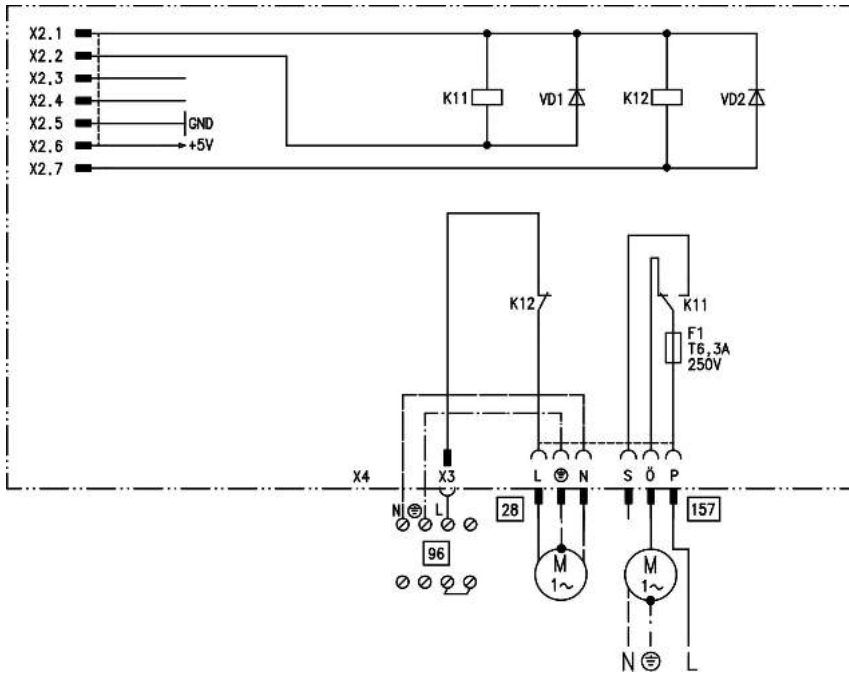 X2.1
X2.2
X2.3
X2.4
X2.5 GND
X2.6 +5V
X2.7
K11 VD1 K12 VD2
K12 K11
F1
T6,3A
250V
X4 X3 L N S Ö P
N L 28 157
96
M
1~
M
1~
N L